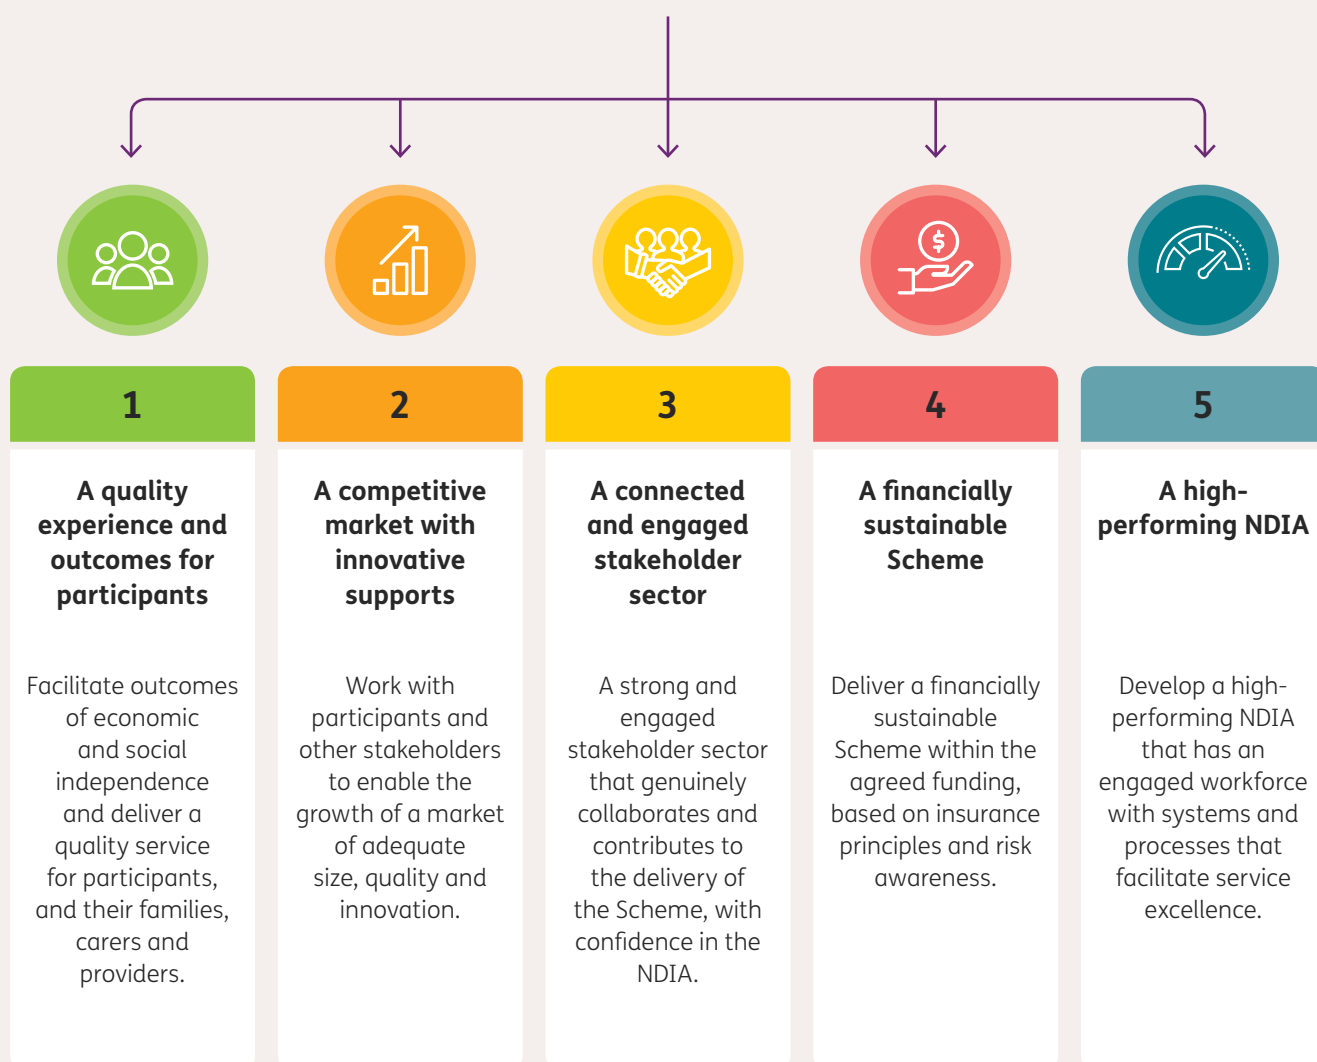 $
1
A quality
experience and
outcomes for
participants
Facilitate outcomes
of economic
and social
independence
and deliver a
quality service
for participants,
and their families,
carers and
providers.
2
A competitive
market with
innovative
supports
Work with
participants and
other stakeholders
to enable the
growth of a market
of adequate
size, quality and
innovation.
3
A connected
and engaged
stakeholder
sector
A strong and
engaged
stakeholder sector
that genuinely
collaborates and
contributes to
the delivery of
the Scheme, with
confidence in the
NDIA.
4
A financially
sustainable
Scheme
Deliver a financially
sustainable
Scheme within the
agreed funding,
based on insurance
principles and risk
awareness.
5
A high-
performing NDIA
Develop a high-
performing NDIA
that has an
engaged workforce
with systems and
processes that
facilitate service
excellence.